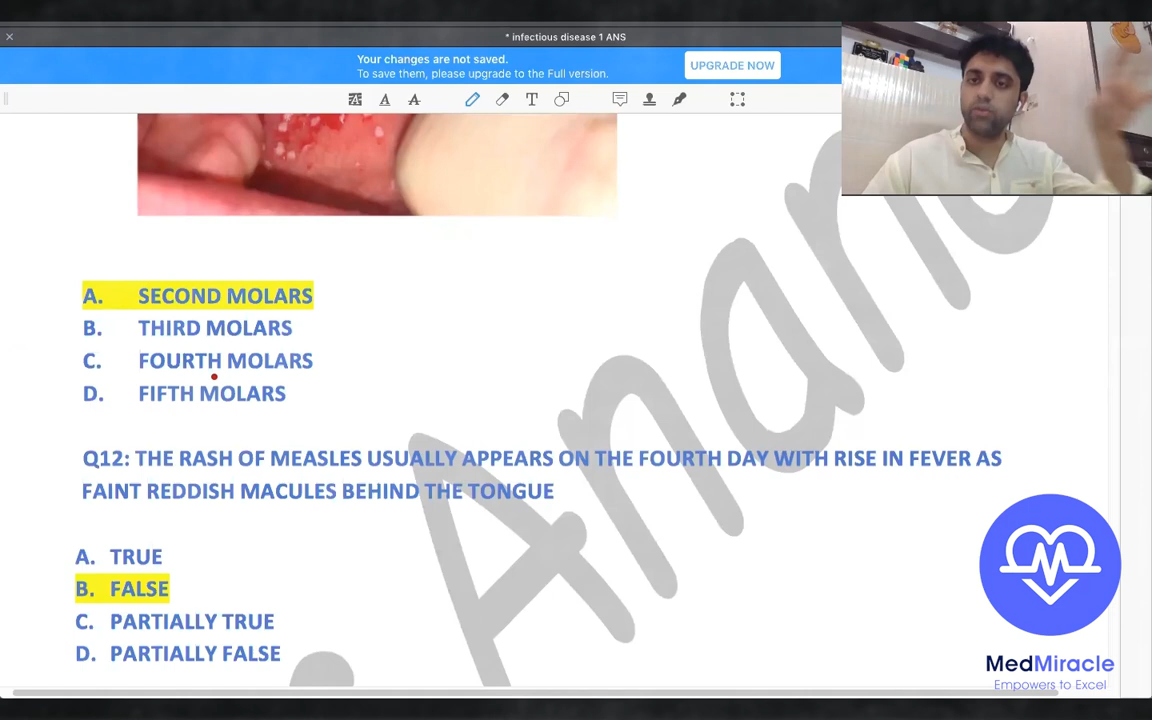 * infectious disease 1 ANS
Your changes are not saved.
To save them, please upgrade to the Full version.
UPGRADE NOW
A. SECOND MOLARS
B. THIRD MOLARS
C. FOURTH MOLARS
D. FIFTH MOLARS
Q12: THE RASH OF MEASLES USUALLY APPEARS ON THE FOURTH DAY WITH RISE IN FEVER AS
FAINT REDDISH MACULES BEHIND THE TONGUE
A. TRUE
B. FALSE
C. PARTIALLY TRUE
D. PARTIALLY FALSE
MedMiracle
Empowers to Excel